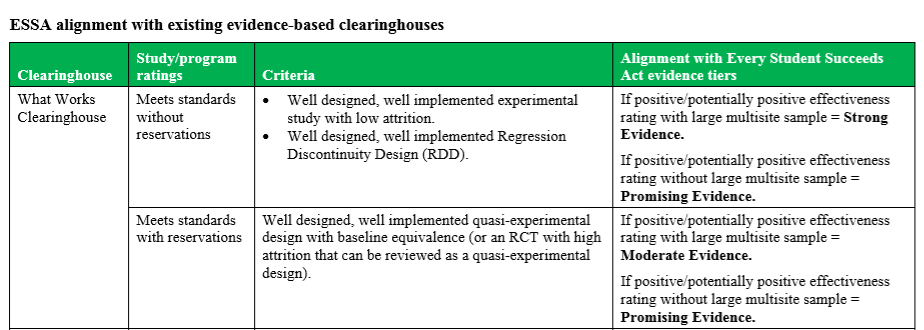 ESSA alignment with existing evidence-based clearinghouses
Clearinghouse
Study/program
ratings
Criteria
Alignment with Every Student Succeeds
Act evidence tiers
What Works
Clearinghouse
Meets standards
without
reservations
• Well designed, well implemented experimental
study with low attrition.
• Well designed, well implemented Regression
Discontinuity Design (RDD).
If positive/potentially positive effectiveness
rating with large multisite sample = Strong
Evidence.
If positive/potentially positive effectiveness
rating without large multisite sample =
Promising Evidence.
Meets standards
with reservations
Well designed, well implemented quasi-experimental
design with baseline equivalence (or an RCT with high
attrition that can be reviewed as a quasi-experimental
design).
If positive/potentially positive effectiveness
rating with large multisite sample =
Moderate Evidence.
If positive/potentially positive effectiveness
rating without large multisite sample =
Promising Evidence.